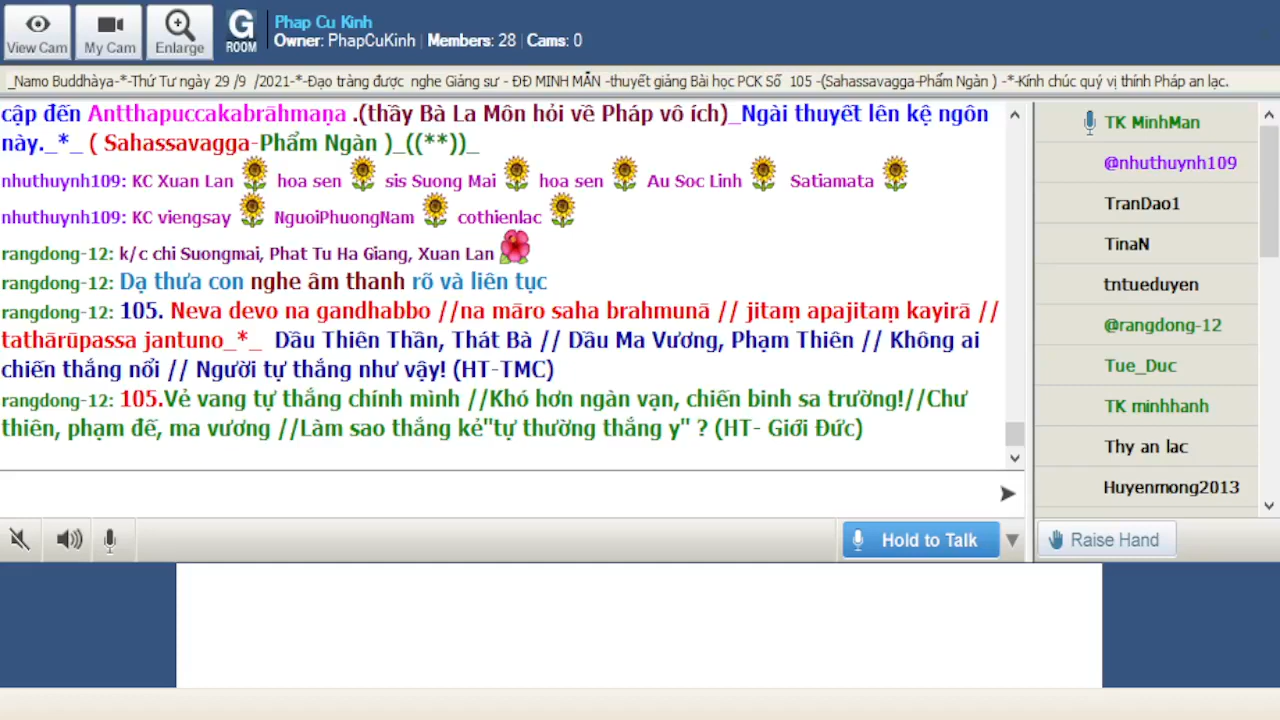 View Cam
My Cam
Enlarge
G
ROOM
Phap Cu Kinh
Owner: PhapCuKinh | Members: 28 | Cams: 0
_Namo Buddhàya-*-Thứ Tư ngày 29 /9 /2021-*-Đạo tràng được nghe Giảng sư - ĐĐ MINH MẪN -thuyết giảng Bài học PCK Số 105 -(Sahassavagga-Phẩm Ngàn ) -*-Kính chúc quý vị thính Pháp an lạc.
cập đến Antthapuccakabrāhmaṇa .(thầy Bà La Môn hỏi về Pháp vô ích)_Ngài thuyết lên kệ ngôn
này._*_ ( Sahassavagga-Phẩm Ngàn )_((**))_
nhuthuynh109: KC Xuan Lan hoa sen sis Suong Mai hoa sen Au Soc Linh Satiamata
nhuthuynh109: KC viengsay NguoiPhuongNam cothienlac
rangdong-12: k/c chi Suongmai, Phat Tu Ha Giang, Xuan Lan
rangdong-12: Dạ thưa con nghe âm thanh rõ và liên tục
rangdong-12: 105. Neva devo na gandhabbo //na māro saha brahmunā // jitaṃ apajitaṃ kayirā //
tathārūpassa jantuno_*_ Dầu Thiên Thần, Thát Bà // Dầu Ma Vương, Phạm Thiên // Không ai
chiến thắng nổi // Người tự thắng như vậy! (HT-TMC)
rangdong-12: 105.Vẻ vang tự thắng chính mình //Khó hơn ngàn vạn, chiến binh sa trường!//Chư
thiên, phạm đế, ma vương //Làm sao thắng kẻ"tự thường thắng y" ? (HT- Giới Đức)
TK MinhMan
@nhuthuynh109
TranDao1
TinaN
tntueduyen
@rangdong-12
Tue_Duc
TK minhhanh
Thy an lac
Huyenmong2013
Hold to Talk
Raise Hand